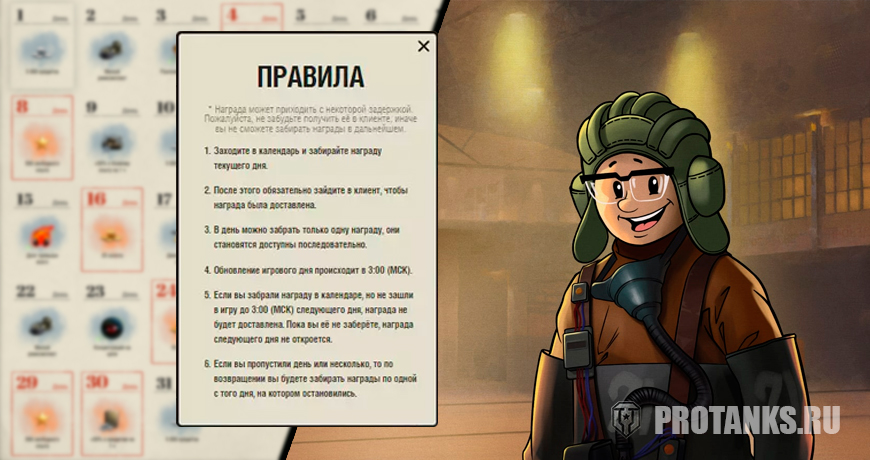 1
2
3
4
5
6
ПРАВИЛА
* Награда может приходить с некоторой задержкой.
Пожалуйста, не забудьте получить её в клиенте, иначе
вы не сможете забирать награды в дальнейшем.
8
9
10
1. Заходите в календарь и забирайте награду
текущего дня.
2. После этого обязательно зайдите в клиент, чтобы
награда была доставлена.
15
16
17
3. В день можно забрать только одну награду, они
становятся доступны последовательно.
4. Обновление игрового дня происходит в 3:00 (МСК).
22
23
24
5. Если вы забрали награду в календаре, но не зашли
в игру до 3:00 (МСК) следующего дня, награда не
будет доставлена. Пока вы её не заберёте, награда
следующего дня не откроется.
29
30
31
6. Если вы пропустили день или несколько, то по
возвращении вы будете забирать награды по одной
с того дня, на котором остановились.
PROTANKS.RU